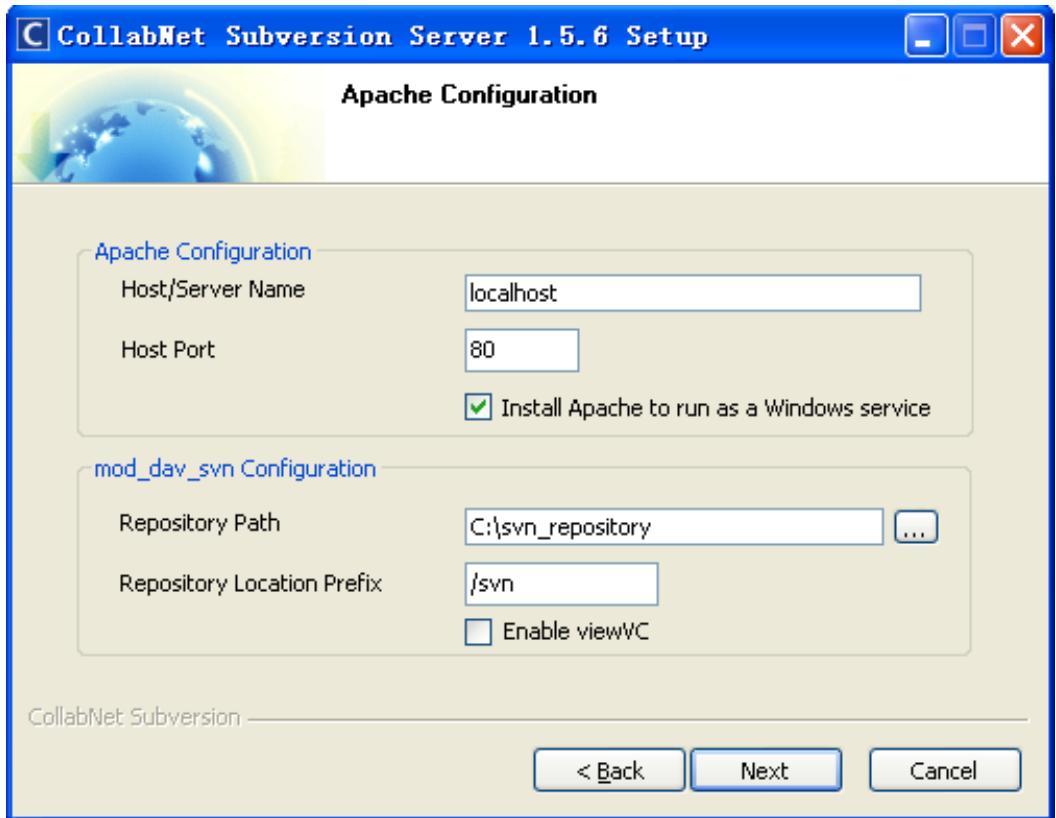 CollabNet Subversion Server 1.5.6 Setup
Apache Configuration
Apache Configuration
Host/Server Name
localhost
Host Port
80
Install Apache to run as a Windows service
mod_dav_svn Configuration
Repository Path
C:\svn_repository
...
Repository Location Prefix
/svn
Enable viewVC
CollabNet Subversion
< Back
Next
Cancel